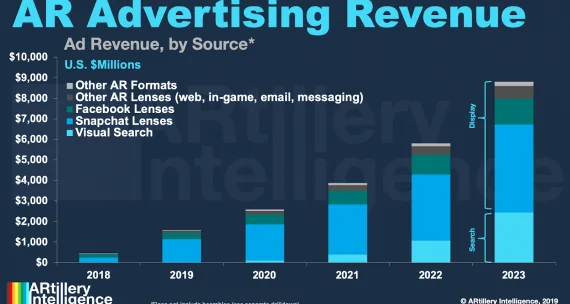 AR Advertising Revenue
Ad Revenue, by Source*
U.S. $Millions
$10,000
$9,000
$8,000
$7,000
$6,000
$5,000
$4,000
$3,000
$2,000
$1,000
$0
Other AR Formats
Other AR Lenses (web, in-game, email, messaging)
Facebook Lenses
Snapchat Lenses
Visual Search
Display
Search
2018 2019 2020 2021 2022 2023
ARtillery
Intelligence
ARtillery
Intelligence
© ARtillery Intelligence, 2019